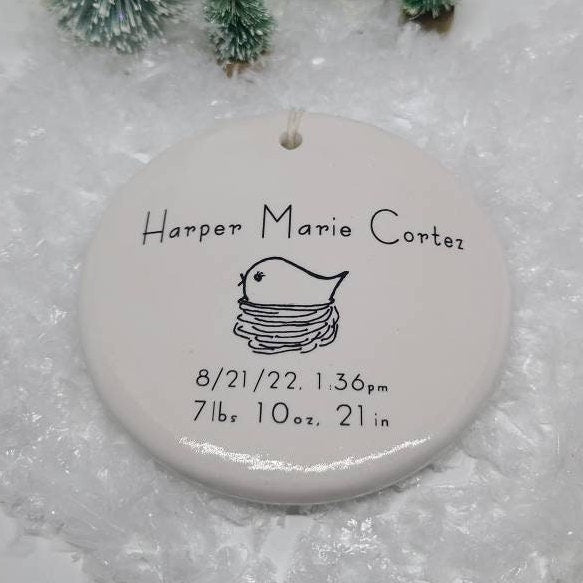 Harper Marie Cortez
8/21/22, 1:36pm
7lbs 10oz, 21in